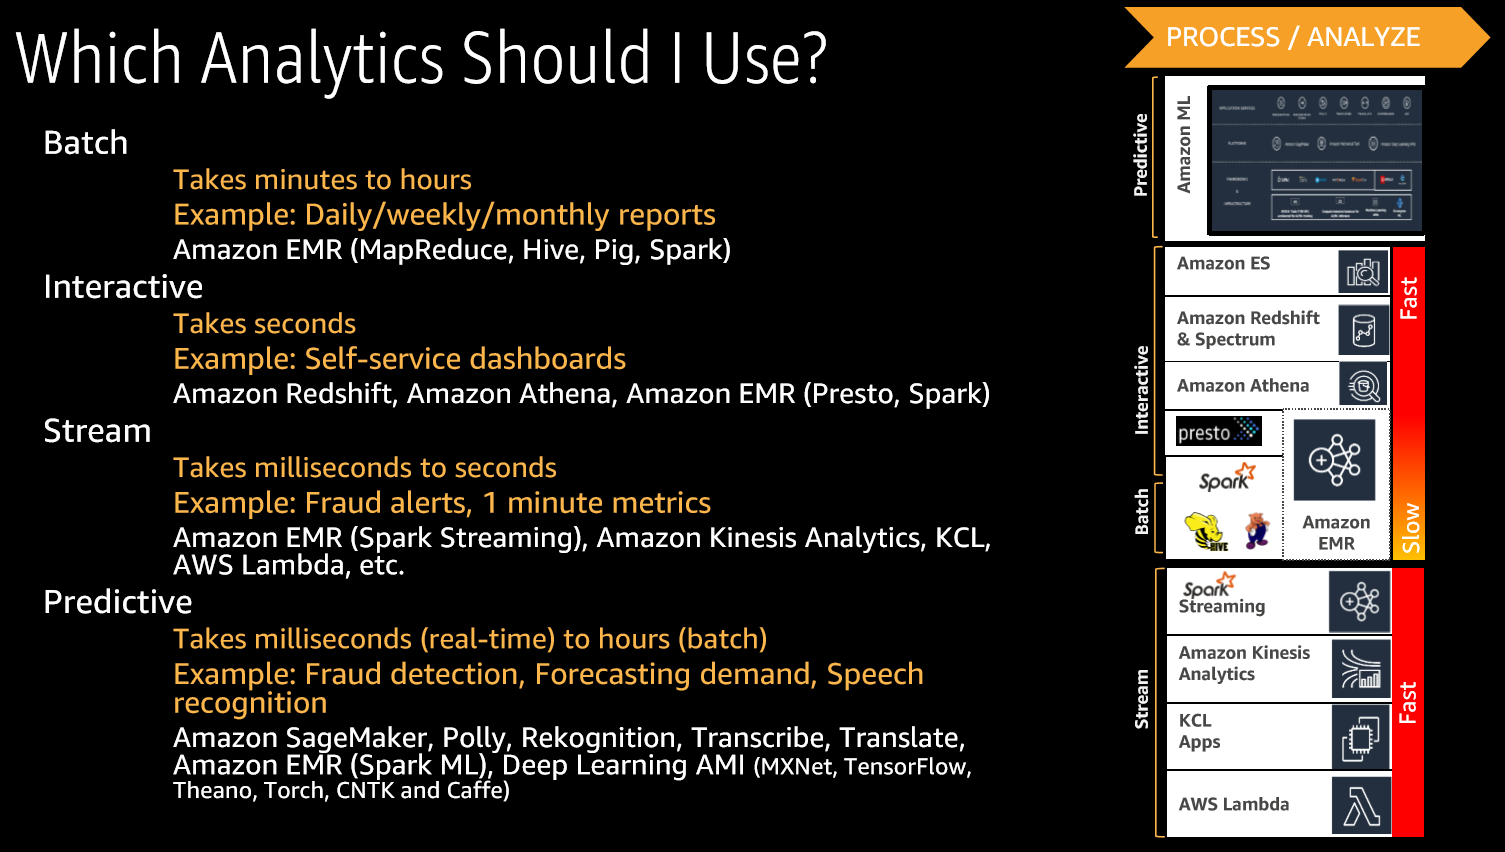 Which Analytics Should I Use?
PROCESS / ANALYZE
Batch
Takes minutes to hours
Example: Daily/weekly/monthly reports
Amazon EMR (MapReduce, Hive, Pig, Spark)
Interactive
Takes seconds
Example: Self-service dashboards
Amazon Redshift, Amazon Athena, Amazon EMR (Presto, Spark)
Stream
Takes milliseconds to seconds
Example: Fraud alerts, 1 minute metrics
Amazon EMR (Spark Streaming), Amazon Kinesis Analytics, KCL,
AWS Lambda, etc.
Predictive
Takes milliseconds (real-time) to hours (batch)
Example: Fraud detection, Forecasting demand, Speech
recognition
Amazon SageMaker, Polly, Rekognition, Transcribe, Translate,
Amazon EMR (Spark ML), Deep Learning AMI (MXNet, TensorFlow,
Theano, Torch, CNTK and Caffe)
Predictive
Amazon ML
Interactive
Amazon ES
Amazon Redshift
& Spectrum
Amazon Athena
presto
Spark
Batch
HIVE
Amazon
EMR
Fast
Slow
Stream
Spark
Streaming
Amazon Kinesis
Analytics
KCL
Apps
AWS Lambda
Fast